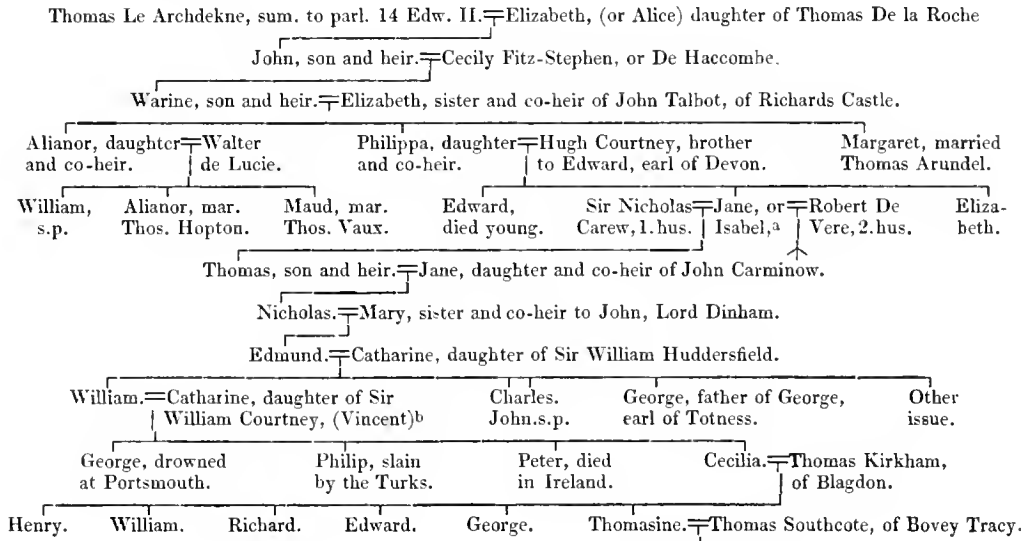 Thomas Le Archdekne, sum. to parl. 14 Edw. II. Elizabeth, (or Alice) daughter of Thomas De la Roche
John, son and heir. Cecily Fitz-Stephen, or De Haccombe.
Warine, son and heir. Elizabeth, sister and co-heir of John Talbot, of Richards Castle.
Alianor, daughter Walter Philippa, daughter Hugh Courtney, brother Margaret, married
and co-heir. de Lucie. and co-heir. to Edward, earl of Devon. Thomas Arundel.
William, Alianor, mar. Maud, mar. Edward, Sir Nicholas Jane, or Robert De Eliza-
s.p. Thos. Hopton. Thos. Vaux. died young. Carew, 1. hus. Isabel,a Vere, 2. hus. beth.
Thomas, son and heir. Jane, daughter and co-heir of John Carminow.
Nicholas. Mary, sister and co-heir to John, Lord Dinham.
Edmund. Catharine, daughter of Sir William Huddersfield.
William. Catharine, daughter of Sir Charles. George, father of George, Other
William Courtney, (Vincent)b John. s.p. earl of Totness. issue.
George, drowned Philip, slain Peter, died Cecilia. Thomas Kirkham,
at Portsmouth. by the Turks. in Ireland. of Blagdon.
Henry. William. Richard. Edward. George. Thomasine. Thomas Southcote, of Bovey Tracy.